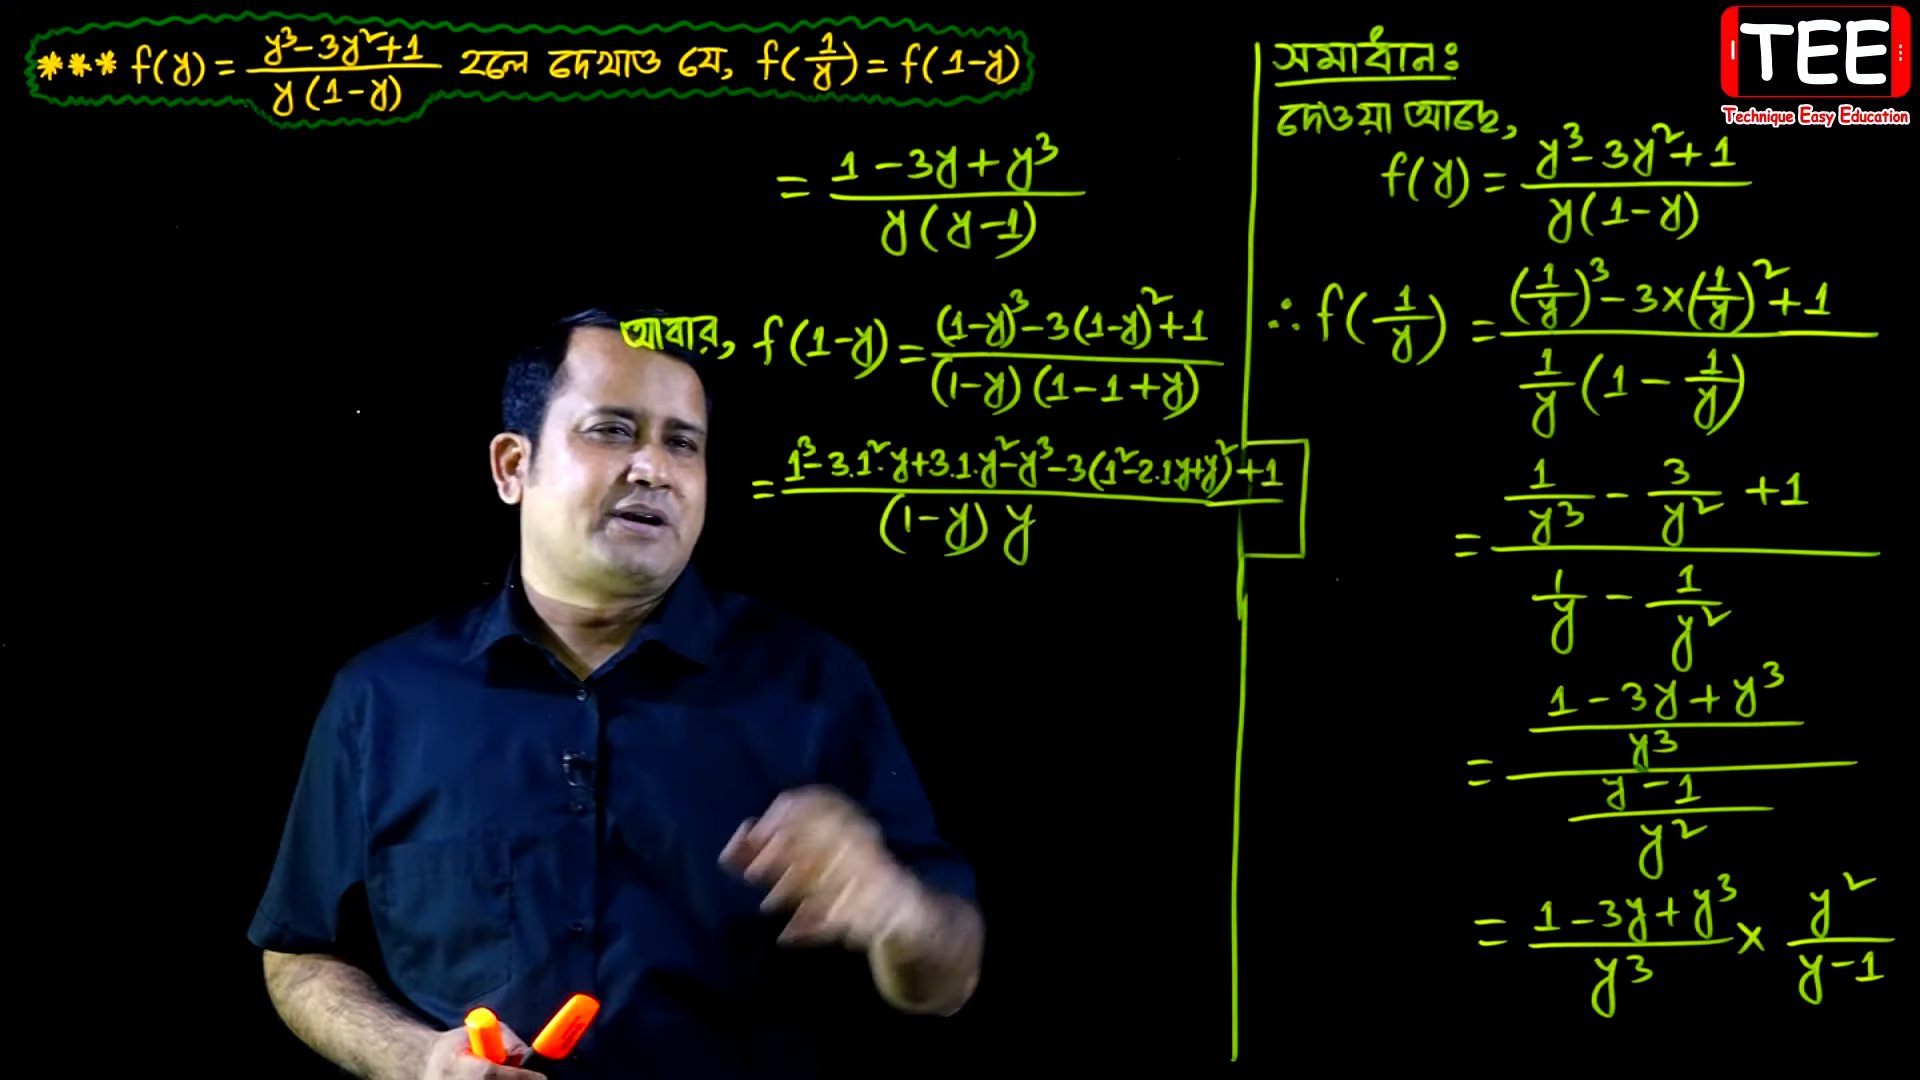 *** f(y) = (y³-3y²+1)/(y(1-y)) হলে দেখাও যে, f(1/y) = f(1-y)
TEE
Technique Easy Education
সমাধানঃ
দেওয়া আছে,
f(y) = (y³-3y²+1)/(y(1-y))
∴ f(1/y) = ((1/y)³-3×(1/y)²+1)/(1/y(1-1/y))
= (1/y³ - 3/y² +1)/(1/y - 1/y²)
= ((1-3y+y³)/y³)/((y-1)/y²)
= (1-3y+y³)/y³ × y²/(y-1)
= (1-3y+y³)/(y(y-1))
আবার, f(1-y) = ((1-y)³-3(1-y)²+1)/((1-y)(1-1+y))
= (1³-3.1².y+3.1.y²-y³-3(1²-2.1y+y)²+1)/((1-y)y)